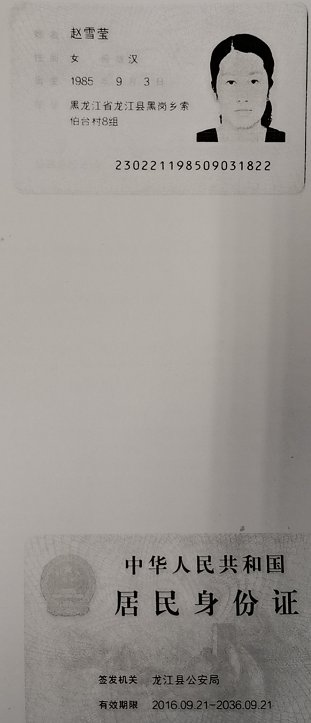 赵雪莹
女 汉
1985 9 3
黑龙江省龙江县黑岗乡索
伯台村8组
230221198509031822
中华人民共和国
居民身份证
签发机关 龙江县公安局
有效期限 2016.09.21-2036.09.21